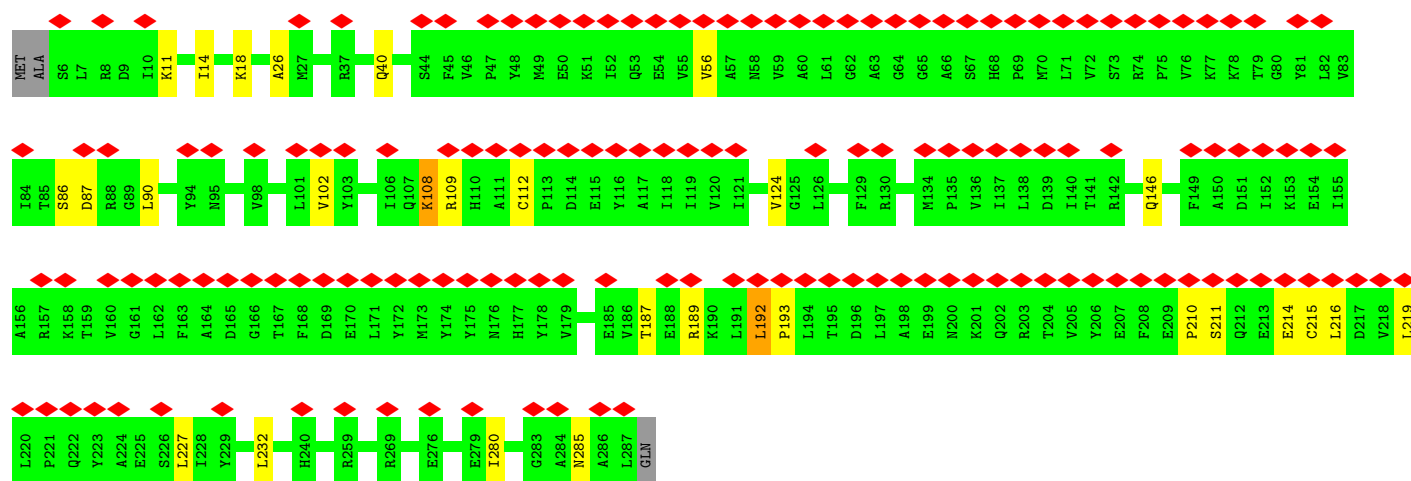 MET ALA S6 L7 R8 D9 I10 K11 I14 K18 A26 M27 R37 Q40 S44 F45 V46 P47 Y48 M49 E50 K51 I52 Q53 E54 V55 V56 A57 N58 V59 A60 L61 G62 A63 G64 G65 A66 S67 H68 P69 M70 L71 V72 S73 R74 P75 V76 K77 K78 T79 G80 Y81 L82 V83
I84 T85 S86 D87 R88 G89 L90 Y94 N95 V98 L101 V102 Y103 I106 Q107 K108 R109 H110 A111 C112 P113 D114 E115 Y116 A117 I118 I119 V120 I121 V124 G125 L126 F129 R130 M134 P135 V136 I137 L138 D139 I140 T141 R142 Q146 F149 A150 D151 I152 K153 E154 I155
A156 R157 K158 T159 V160 G161 L162 F163 A164 D165 G166 T167 F168 D169 E170 L171 Y172 M173 Y174 Y175 N176 H177 Y178 V179 E185 V186 T187 E188 R189 K190 L191 L192 P193 L194 T195 D196 L197 A198 E199 N200 K201 Q202 R203 T204 V205 Y206 E207 F208 E209 P210 S211 Q212 E213 E214 C215 L216 D217 V218 L219
L220 P221 Q222 Y223 A224 E225 S226 L227 I228 Y229 L232 H240 R259 R269 E276 E279 I280 G283 A284 N285 A286 L287 GLN